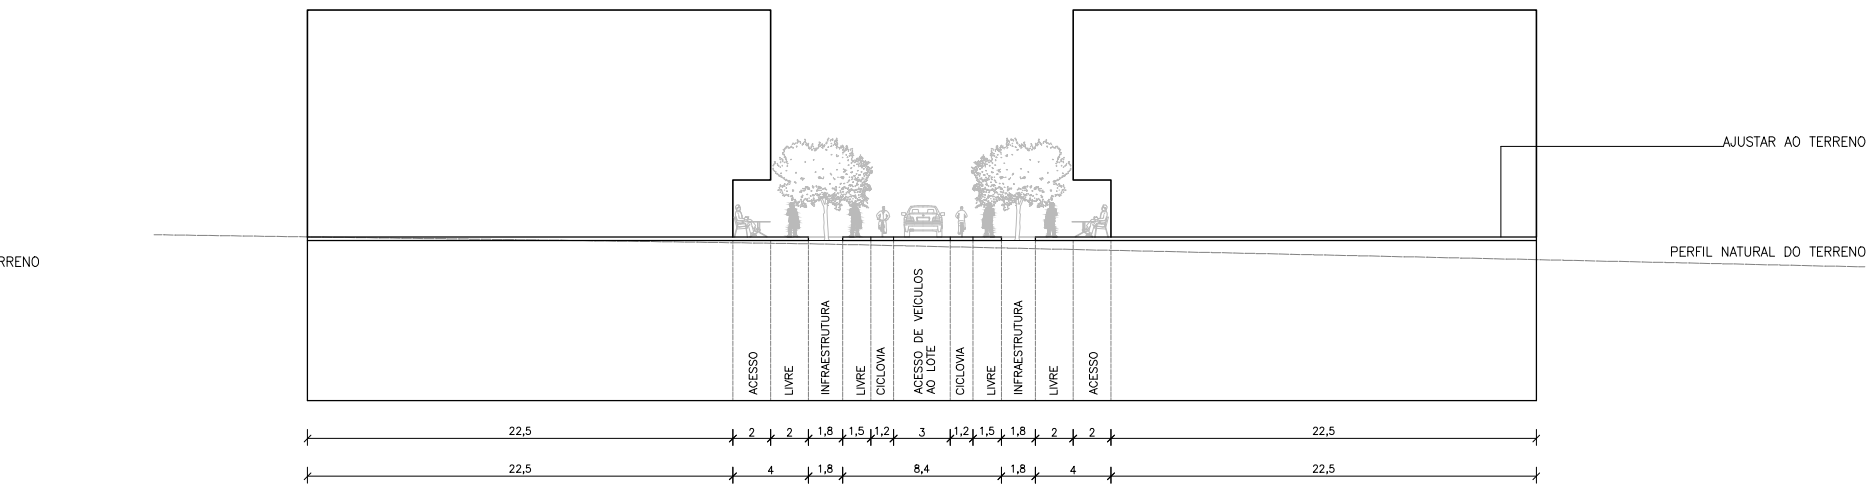 AJUSTAR AO TERRENO
PERFIL NATURAL DO TERRENO
RRENO
ACESSO
LIVRE
INFRAESTRUTURA
LIVRE
CICLOVIA
ACESSO DE VEÍCULOS
AO LOTE
CICLOVIA
LIVRE
INFRAESTRUTURA
LIVRE
ACESSO
22,5 2 2 1,8 1,5 1,2 3 1,2 1,5 1,8 2 2 22,5
22,5 4 1,8 8,4 1,8 4 22,5